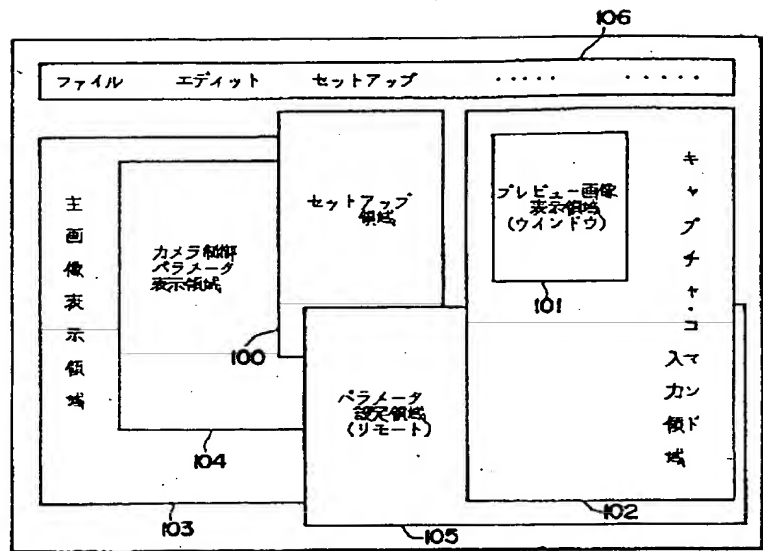 106
ファイル エディット セットアップ ..... .....
主画像表示領域
カメラ制御
パラメータ
表示領域
104
103
セットアップ
領域
100
プレビュー画像
表示領域
(ウインドウ)
101
キャプチャ・コマンド
入力領域
102
パラメータ
設定領域
(リモート)
105